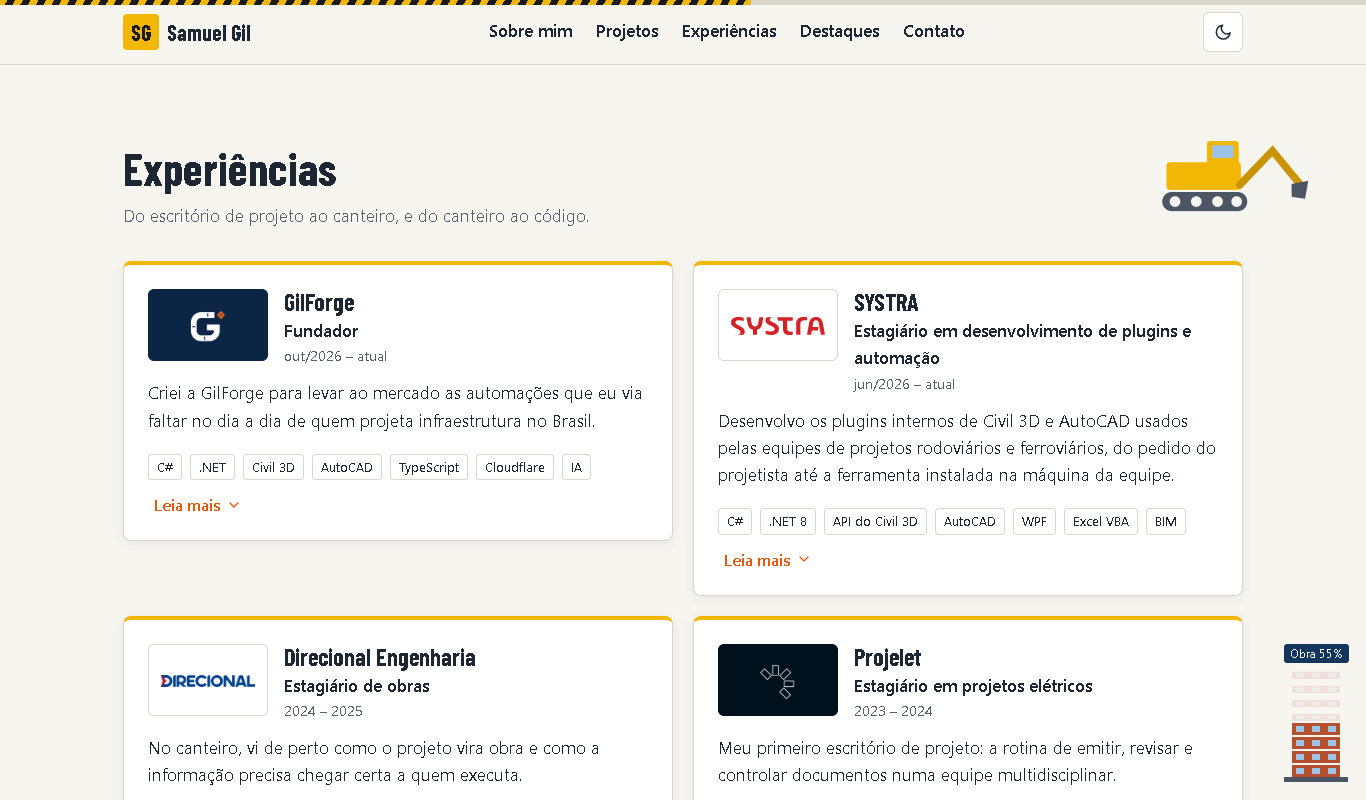 SG Samuel Gil
Sobre mim Projetos Experiências Destaques Contato
Experiências
Do escritório de projeto ao canteiro, e do canteiro ao código.
G
GilForge
Fundador
out/2026 – atual
Criei a GilForge para levar ao mercado as automações que eu via
faltar no dia a dia de quem projeta infraestrutura no Brasil.
C# .NET Civil 3D AutoCAD TypeScript Cloudflare IA
Leia mais
SYSTRA
SYSTRA
Estagiário em desenvolvimento de plugins e
automação
jun/2026 – atual
Desenvolvo os plugins internos de Civil 3D e AutoCAD usados
pelas equipes de projetos rodoviários e ferroviários, do pedido do
projetista até a ferramenta instalada na máquina da equipe.
C# .NET 8 API do Civil 3D AutoCAD WPF Excel VBA BIM
Leia mais
DIRECIONAL
Direcional Engenharia
Estagiário de obras
2024 – 2025
No canteiro, vi de perto como o projeto vira obra e como a
informação precisa chegar certa a quem executa.
Projelet
Estagiário em projetos elétricos
2023 – 2024
Meu primeiro escritório de projeto: a rotina de emitir, revisar e
controlar documentos numa equipe multidisciplinar.
Obra 55%